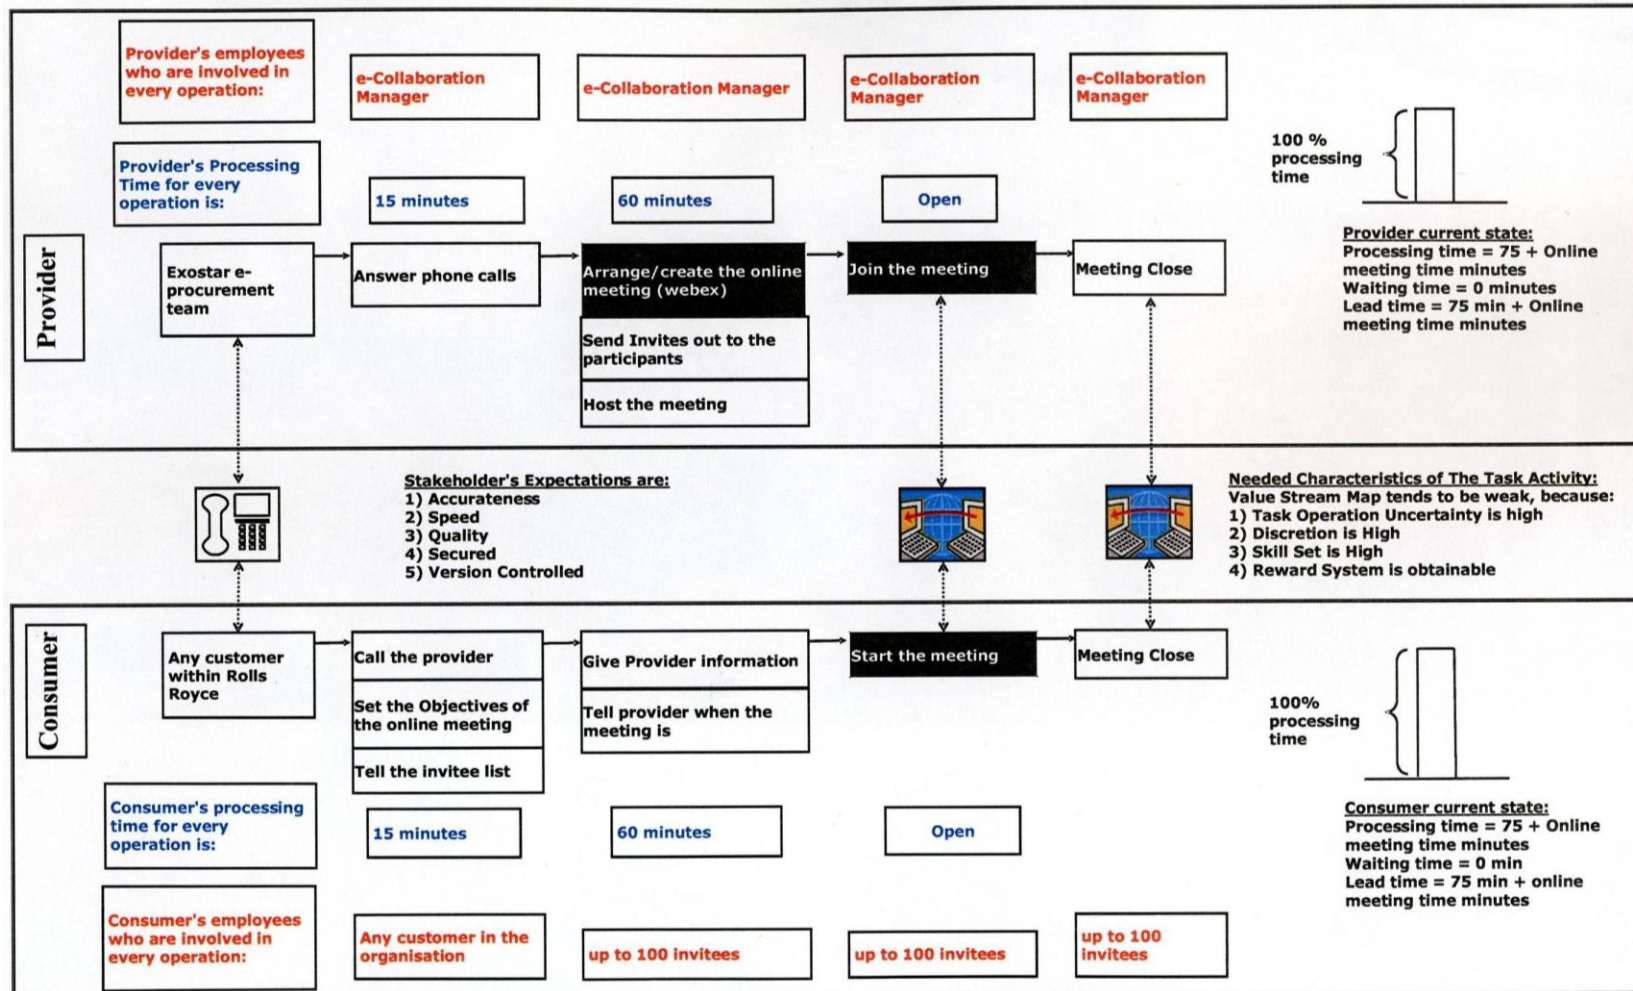 Provider's employees
who are involved in
every operation:
e-Collaboration
Manager
e-Collaboration Manager
e-Collaboration
Manager
e-Collaboration
Manager
Provider's Processing
Time for every
operation is:
15 minutes
60 minutes
Open
100 %
processing
time
Provider
Exostar e-
procurement
team
Answer phone calls
Arrange/create the online
meeting (webex)
Send Invites out to the
participants
Host the meeting
Join the meeting
Meeting Close
Provider current state:
Processing time = 75 + Online
meeting time minutes
Waiting time = 0 minutes
Lead time = 75 min + Online
meeting time minutes
Stakeholder's Expectations are:
1) Accurateness
2) Speed
3) Quality
4) Secured
5) Version Controlled
Needed Characteristics of The Task Activity:
Value Stream Map tends to be weak, because:
1) Task Operation Uncertainty is high
2) Discretion is High
3) Skill Set is High
4) Reward System is obtainable
Consumer
Any customer
within Rolls
Royce
Call the provider
Set the Objectives of
the online meeting
Tell the invitee list
Give Provider information
Tell provider when the
meeting is
Start the meeting
Meeting Close
100%
processing
time
Consumer's processing
time for every
operation is:
15 minutes
60 minutes
Open
Consumer current state:
Processing time = 75 + Online
meeting time minutes
Waiting time = 0 min
Lead time = 75 min + online
meeting time minutes
Consumer's employees
who are involved in
every operation:
Any customer in the
organisation
up to 100 invitees
up to 100 invitees
up to 100
invitees